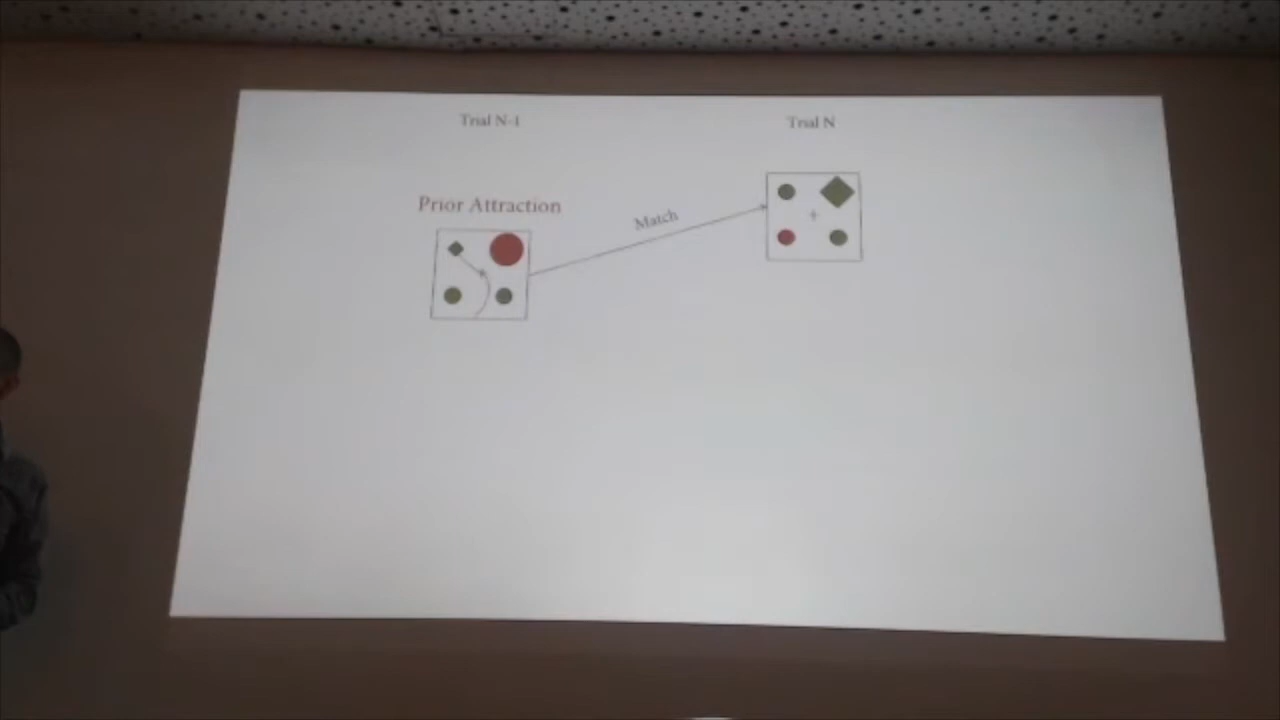 Trial N-1
Trial N
Prior Attraction
Match
+